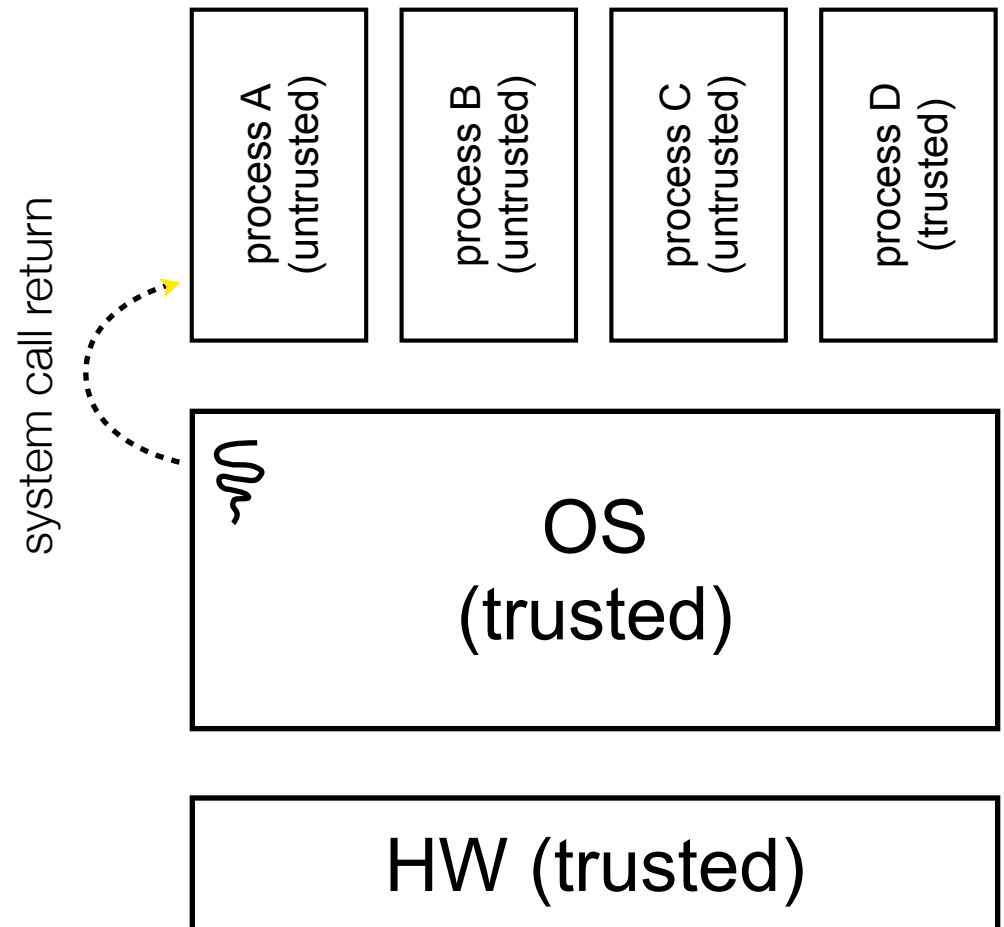 process A
(untrusted)
process B
(untrusted)
process C
(untrusted)
process D
(trusted)
system call return
OS
(trusted)
HW (trusted)